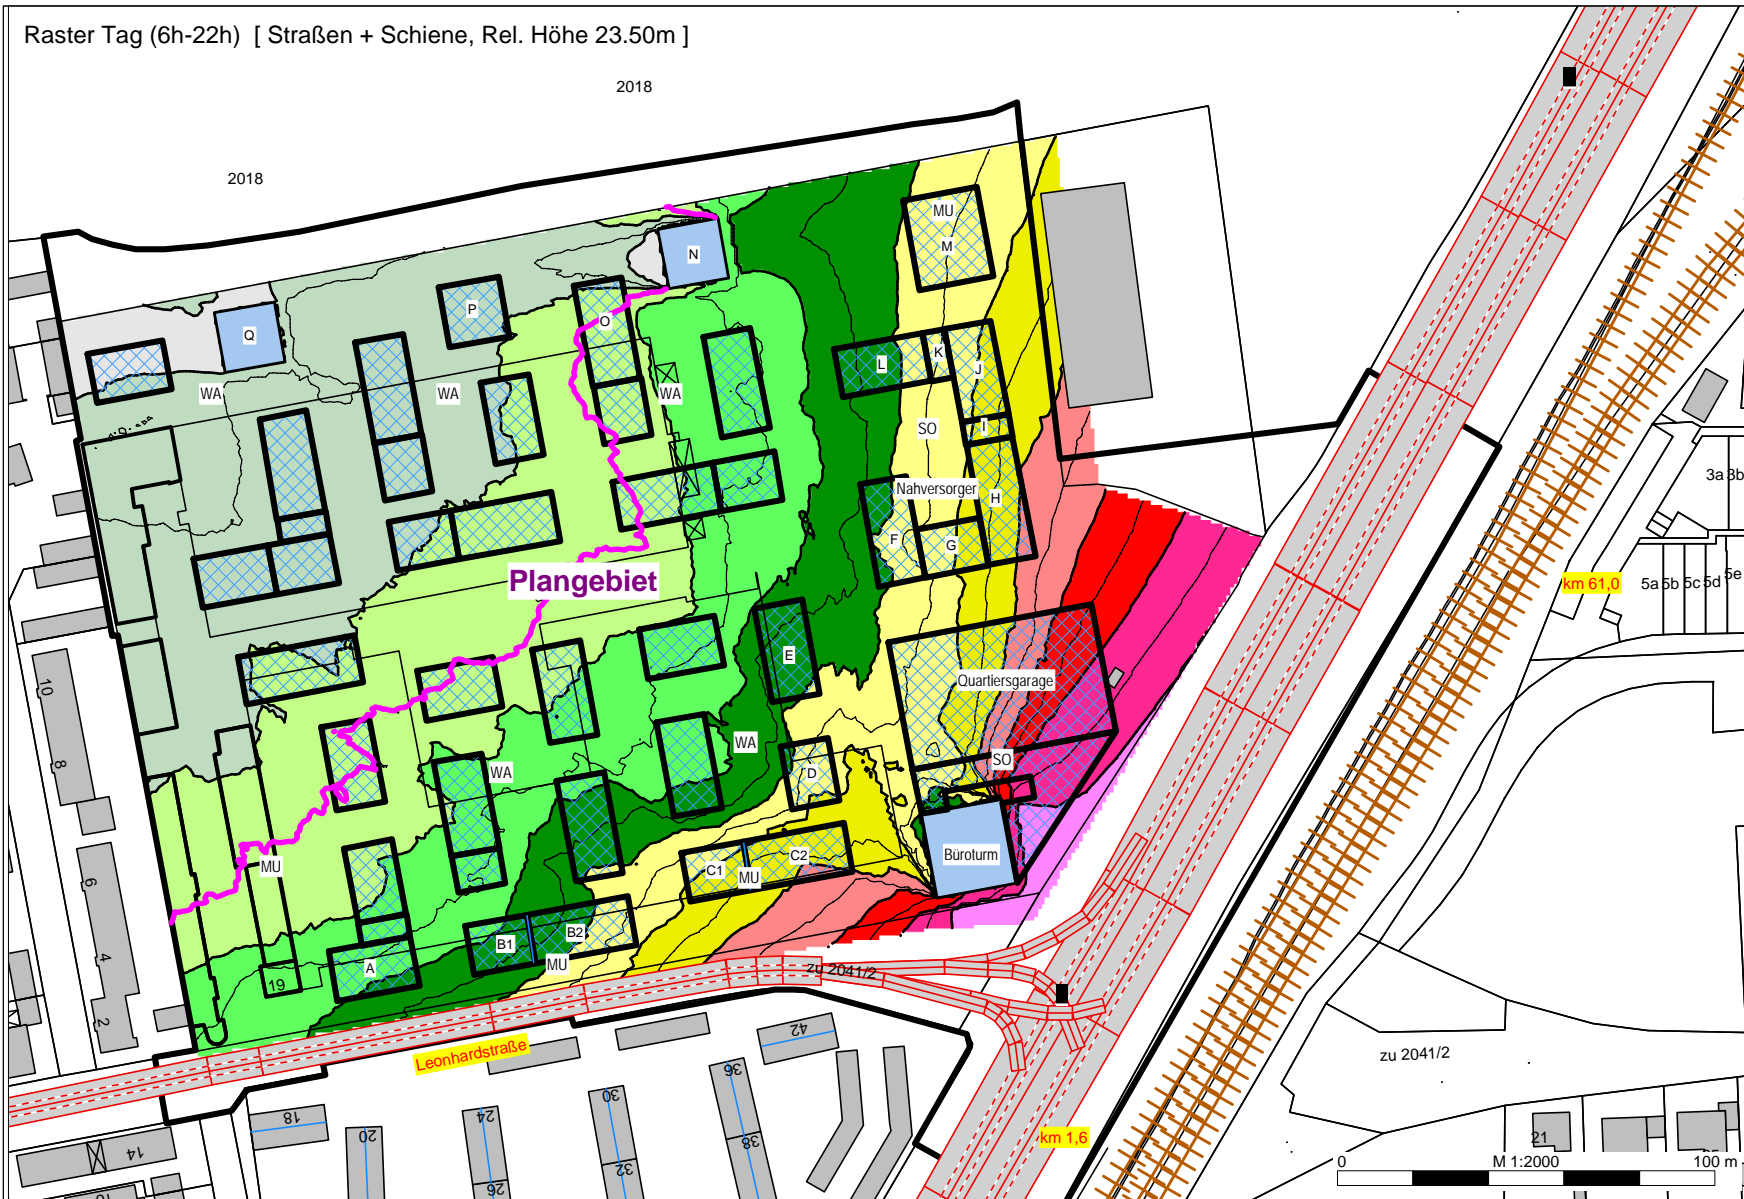 Raster Tag (6h-22h) [ Straßen + Schiene, Rel. Höhe 23.50m ]
2018
2018
MU
M
N
Q
P
O
K
L
J
WA
WA
WA
I
SO
3a 3b
Nahversorger
H
F
G
Plangebiet
km 61,0
5a 5b 5c 5d 5e
E
10
Quartiersgarage
8
WA
SO
WA
D
Büroturm
C2
C1
MU
MU
6
B2
B1
MU
A
4
19
zu 2041/2
2
42
Leonhardstraße
zu 2041/2
36
30
24
18
20
38
32
26
14
km 1,6
21
0 M 1:2000 100 m